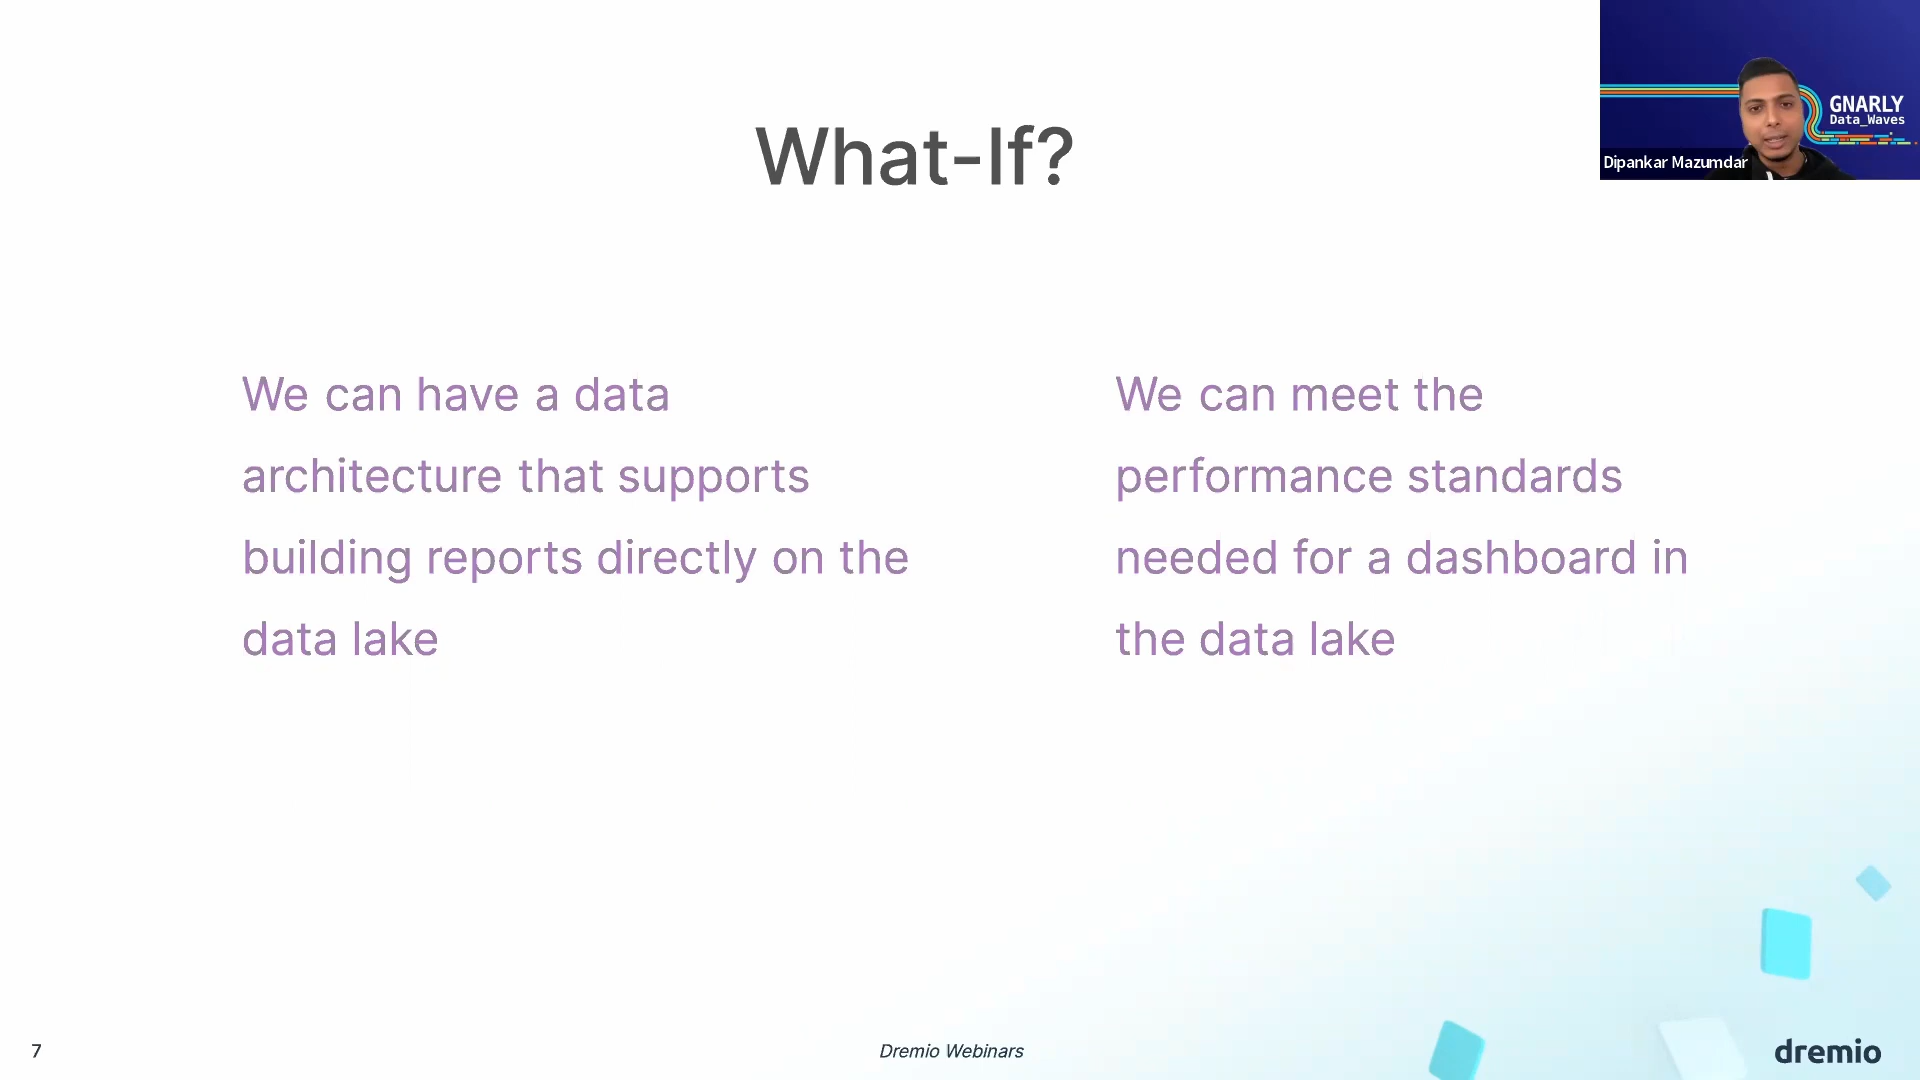 What-If?
GNARLY
Data_Waves
Dipankar Mazumdar
We can have a data
architecture that supports
building reports directly on the
data lake
We can meet the
performance standards
needed for a dashboard in
the data lake
7
Dremio Webinars
dremio